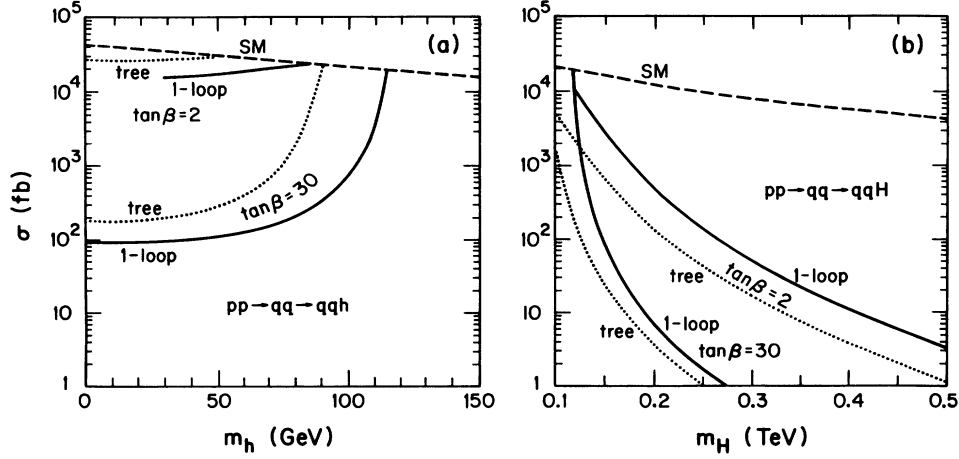 10^5
10^4
10^3
10^2
10
1
σ (fb)
(a)
SM
tree
1-loop
tanβ=2
tanβ=30
tree
1-loop
pp→qq→qqh
0
50
100
150
m_h (GeV)
10^5
10^4
10^3
10^2
10
1
(b)
SM
pp→qq→qqH
1-loop
tree
tanβ=2
tree
1-loop
tanβ=30
0.1
0.2
0.3
0.4
0.5
m_H (TeV)